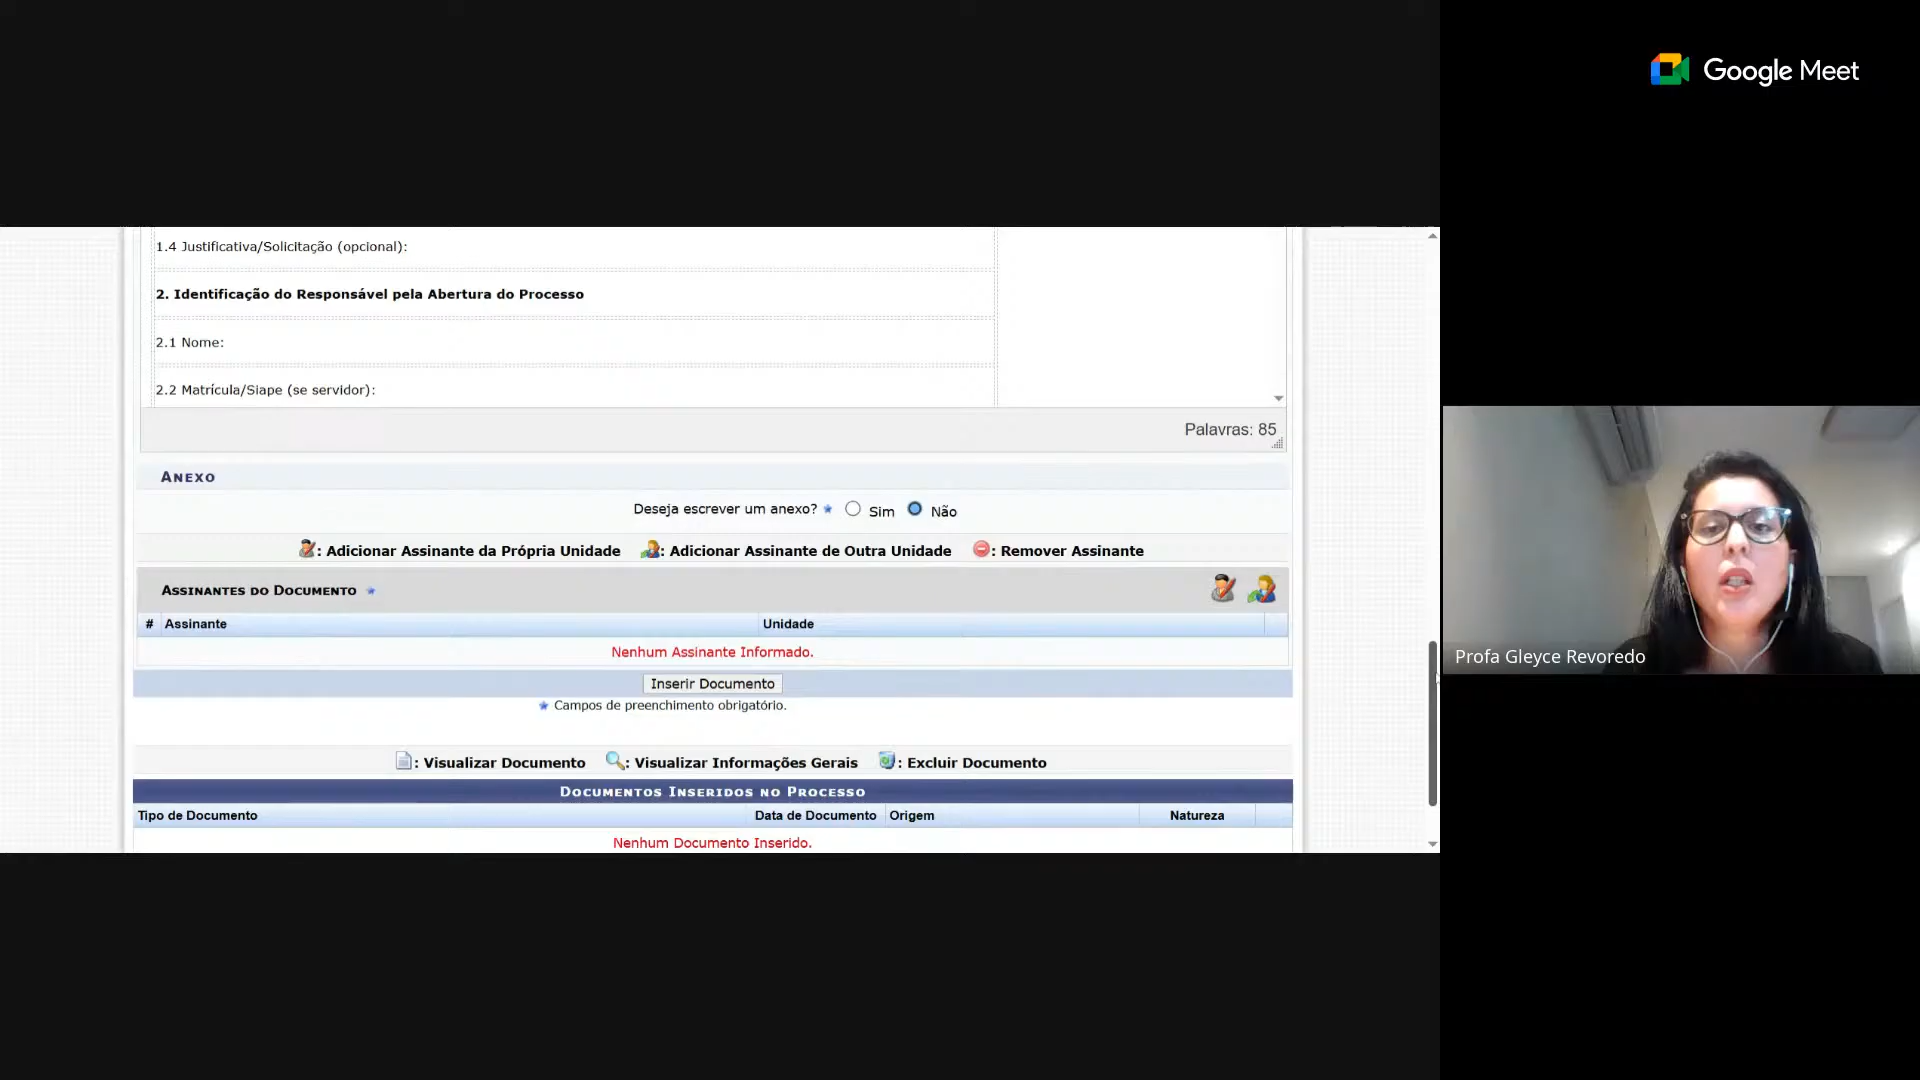 Google Meet
1.4 Justificativa/Solicitação (opcional):
2. Identificação do Responsável pela Abertura do Processo
2.1 Nome:
2.2 Matrícula/Siape (se servidor):
Palavras: 85
ANEXO
Deseja escrever um anexo? Sim Não
: Adicionar Assinante da Própria Unidade : Adicionar Assinante de Outra Unidade : Remover Assinante
ASSINANTES DO DOCUMENTO
# Assinante Unidade
Nenhum Assinante Informado.
Inserir Documento
Campos de preenchimento obrigatório.
: Visualizar Documento : Visualizar Informações Gerais : Excluir Documento
DOCUMENTOS INSERIDOS NO PROCESSO
Tipo de Documento Data de Documento Origem Natureza
Nenhum Documento Inserido.
Profa Gleyce Revoredo